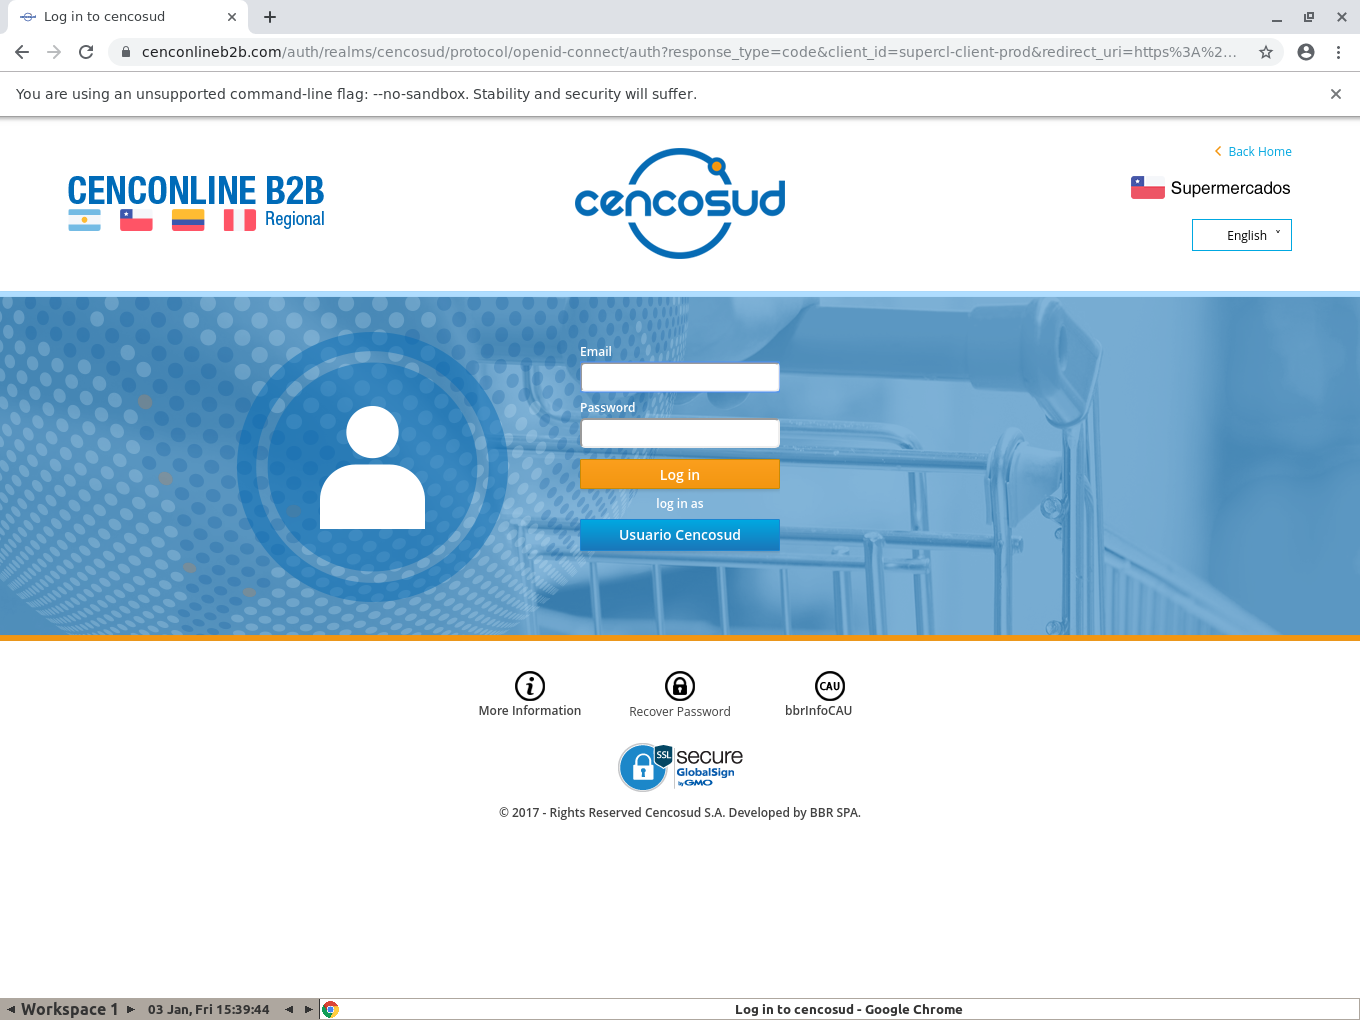 Log in to cencosud
cenconlineb2b.com/auth/realms/cencosud/protocol/openid-connect/auth?response_type=code&client_id=supercl-client-prod&redirect_uri=https%3A%2...
You are using an unsupported command-line flag: --no-sandbox. Stability and security will suffer.
Back Home
CENCONLINE B2B
Regional
cencosud
Supermercados
English
Email
Password
Log in
log in as
Usuario Cencosud
CAU
More Information
Recover Password
bbrInfoCAU
SSL
secure
GlobalSign
by GMO
© 2017 - Rights Reserved Cencosud S.A. Developed by BBR SPA.
Workspace 1
03 Jan, Fri 15:39:44
Log in to cencosud - Google Chrome